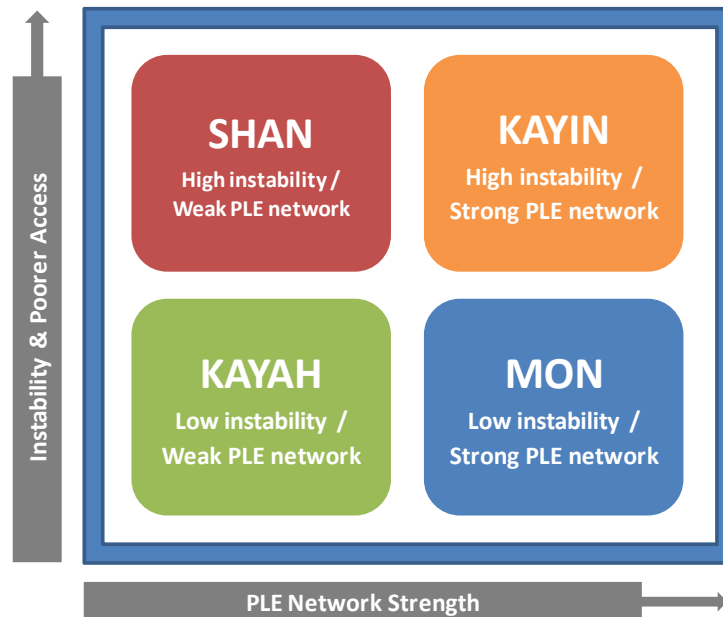 SHAN
High instability /
Weak PLE network
KAYIN
High instability /
Strong PLE network
KAYAH
Low instability /
Weak PLE network
MON
Low instability /
Strong PLE network
Instability & Poorer Access
PLE Network Strength